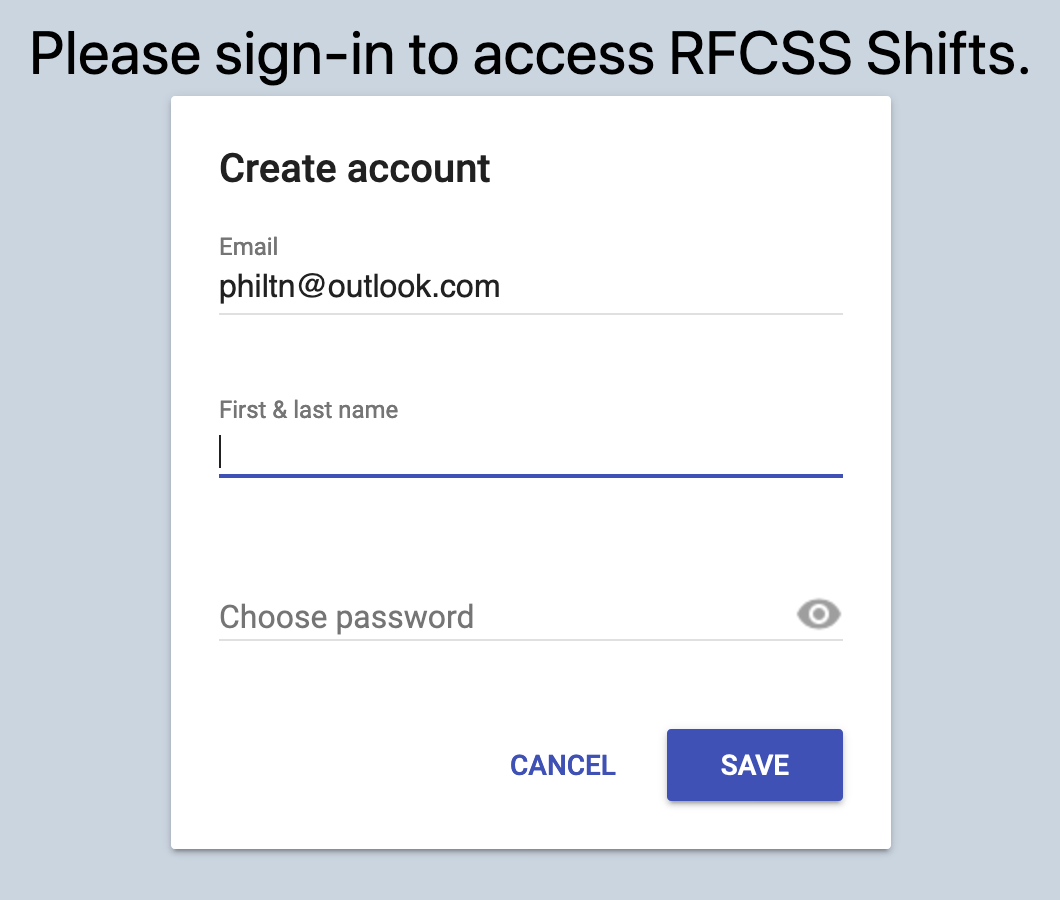 Please sign-in to access RFCSS Shifts.
Create account
Email
philtn@outlook.com
First & last name
Choose password
CANCEL SAVE